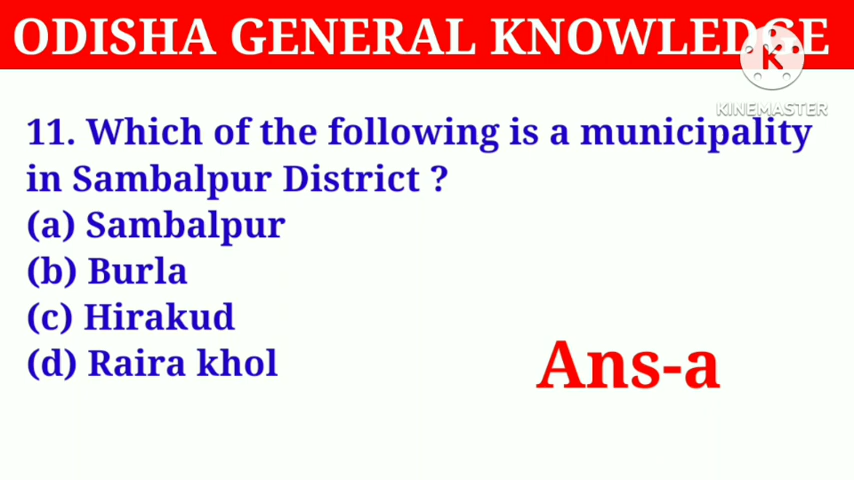 ODISHA GENERAL KNOWLEDGE
K
KINEMASTER
11. Which of the following is a municipality
in Sambalpur District ?
(a) Sambalpur
(b) Burla
(c) Hirakud
(d) Raira khol
Ans-a